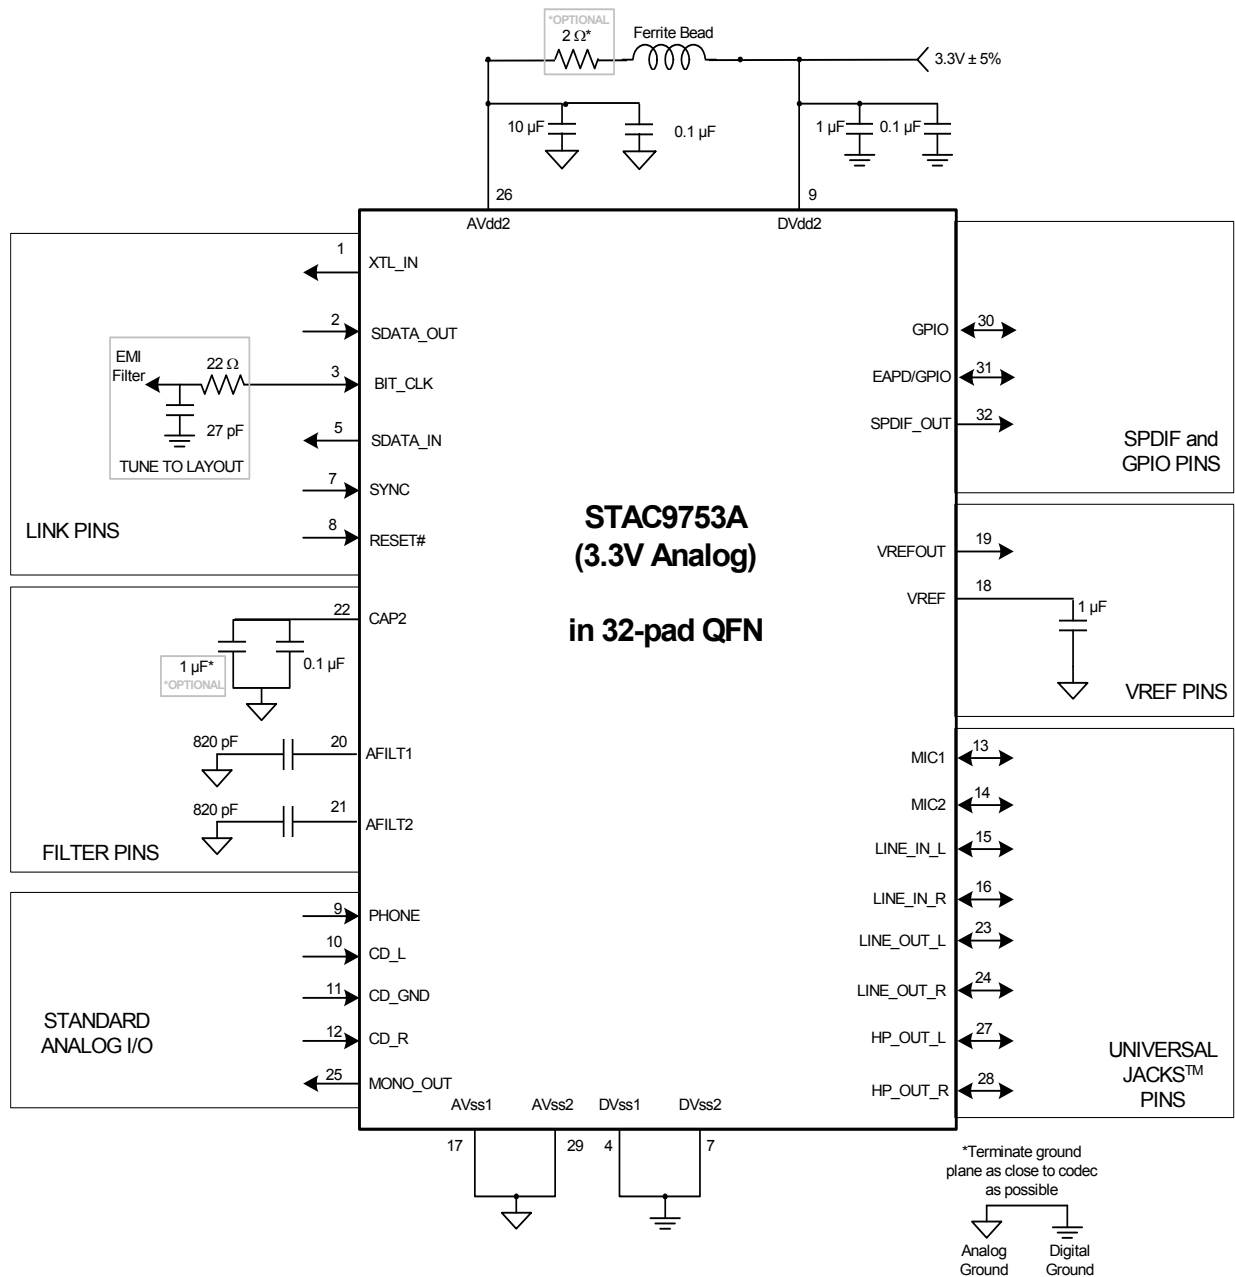 *OPTIONAL
2 Ω*
Ferrite Bead
3.3V ± 5%
10 µF
0.1 µF
1 µF
0.1 µF
26
9
AVdd2
DVdd2
1
XTL_IN
2
SDATA_OUT
EMI
Filter
22 Ω
3
BIT_CLK
27 pF
TUNE TO LAYOUT
5
SDATA_IN
7
SYNC
8
RESET#
LINK PINS
22
CAP2
1 µF*
*OPTIONAL
0.1 µF
820 pF
20
AFILT1
820 pF
21
AFILT2
FILTER PINS
9
PHONE
10
CD_L
11
CD_GND
12
CD_R
25
MONO_OUT
STANDARD
ANALOG I/O
STAC9753A
(3.3V Analog)
in 32-pad QFN
GPIO
30
EAPD/GPIO
31
SPDIF_OUT
32
SPDIF and
GPIO PINS
VREFOUT
19
VREF
18
1 µF
VREF PINS
MIC1
13
MIC2
14
LINE_IN_L
15
LINE_IN_R
16
LINE_OUT_L
23
LINE_OUT_R
24
HP_OUT_L
27
HP_OUT_R
28
UNIVERSAL
JACKS™
PINS
AVss1
AVss2
DVss1
DVss2
17
29
4
7
*Terminate ground
plane as close to codec
as possible
Analog
Ground
Digital
Ground